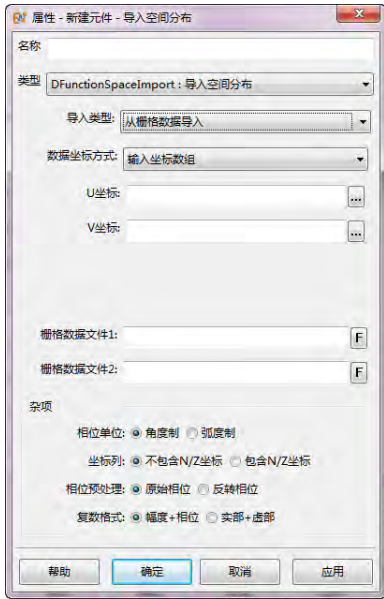 属性 - 新建元件 - 导入空间分布
名称
类型 DFunctionSpaceImport : 导入空间分布
导入类型: 从栅格数据导入
数据坐标方式: 输入坐标数组
U坐标: ...
V坐标: ...
栅格数据文件1: F
栅格数据文件2: F
杂项
相位单位: 角度制 弧度制
坐标列: 不包含N/Z坐标 包含N/Z坐标
相位预处理: 原始相位 反转相位
复数格式: 幅度+相位 实部+虚部
帮助 确定 取消 应用